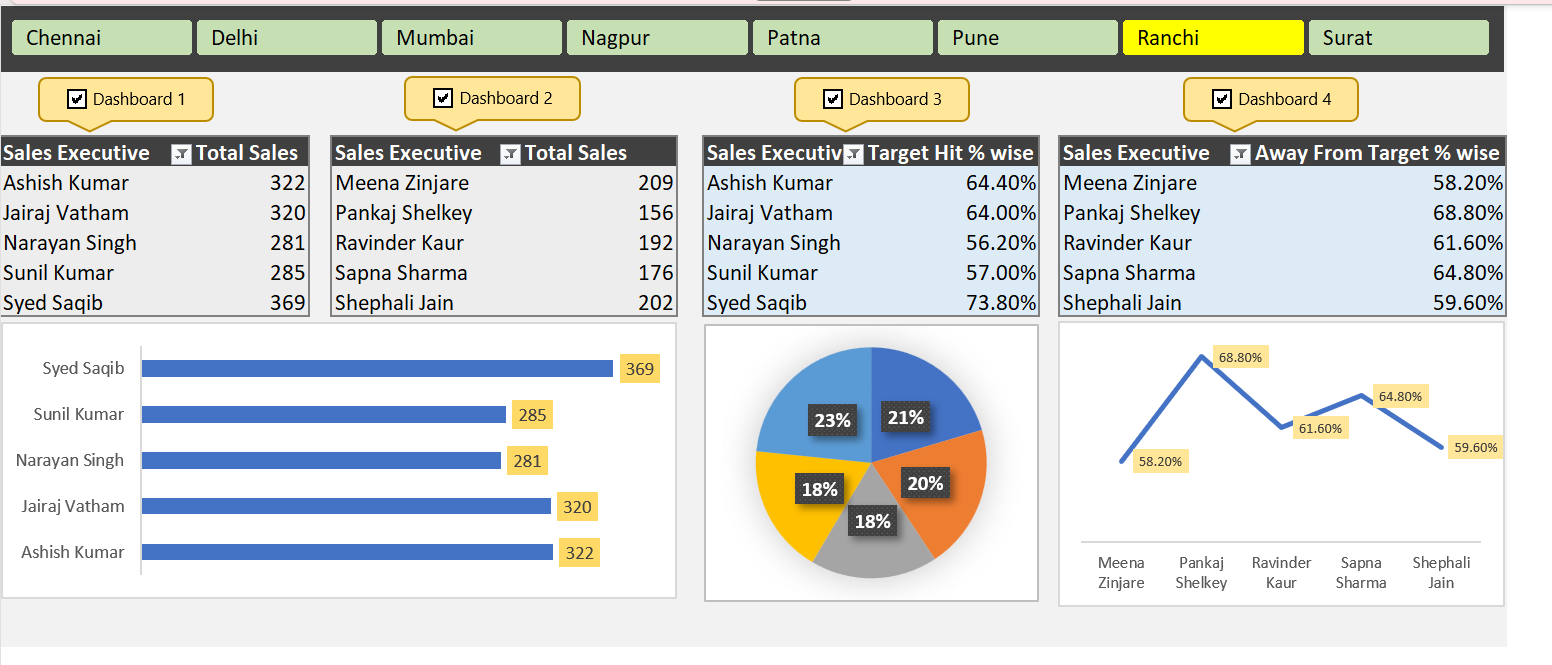 Chennai Delhi Mumbai Nagpur Patna Pune Ranchi Surat
Dashboard 1 Dashboard 2 Dashboard 3 Dashboard 4
Sales Executive Total Sales
Ashish Kumar 322
Jairaj Vatham 320
Narayan Singh 281
Sunil Kumar 285
Syed Saqib 369
Sales Executive Total Sales
Meena Zinjare 209
Pankaj Shelkey 156
Ravinder Kaur 192
Sapna Sharma 176
Shephali Jain 202
Sales Executiv Target Hit % wise
Ashish Kumar 64.40%
Jairaj Vatham 64.00%
Narayan Singh 56.20%
Sunil Kumar 57.00%
Syed Saqib 73.80%
Sales Executive Away From Target % wise
Meena Zinjare 58.20%
Pankaj Shelkey 68.80%
Ravinder Kaur 61.60%
Sapna Sharma 64.80%
Shephali Jain 59.60%
Syed Saqib 369
Sunil Kumar 285
Narayan Singh 281
Jairaj Vatham 320
Ashish Kumar 322
23% 21%
18% 20%
18%
68.80%
64.80%
61.60%
59.60%
58.20%
Meena Pankaj Ravinder Sapna Shephali
Zinjare Shelkey Kaur Sharma Jain